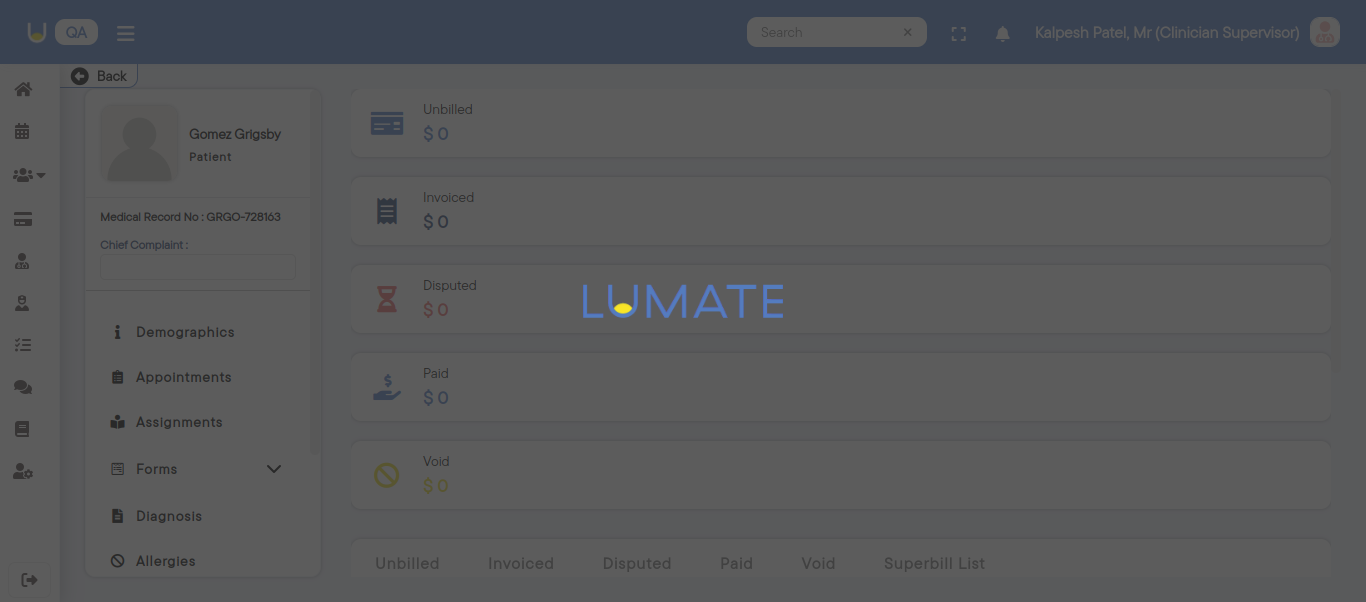 QA
Search
Kalpesh Patel, Mr (Clinician Supervisor)
Back
Gomez Grigsby
Patient
Medical Record No : GRGO-728163
Chief Complaint :
Demographics
Appointments
Assignments
Forms
Diagnosis
Allergies
Unbilled
$ 0
Invoiced
$ 0
Disputed
$ 0
Paid
$ 0
Void
$ 0
LUMATE
Unbilled Invoiced Disputed Paid Void Superbill List